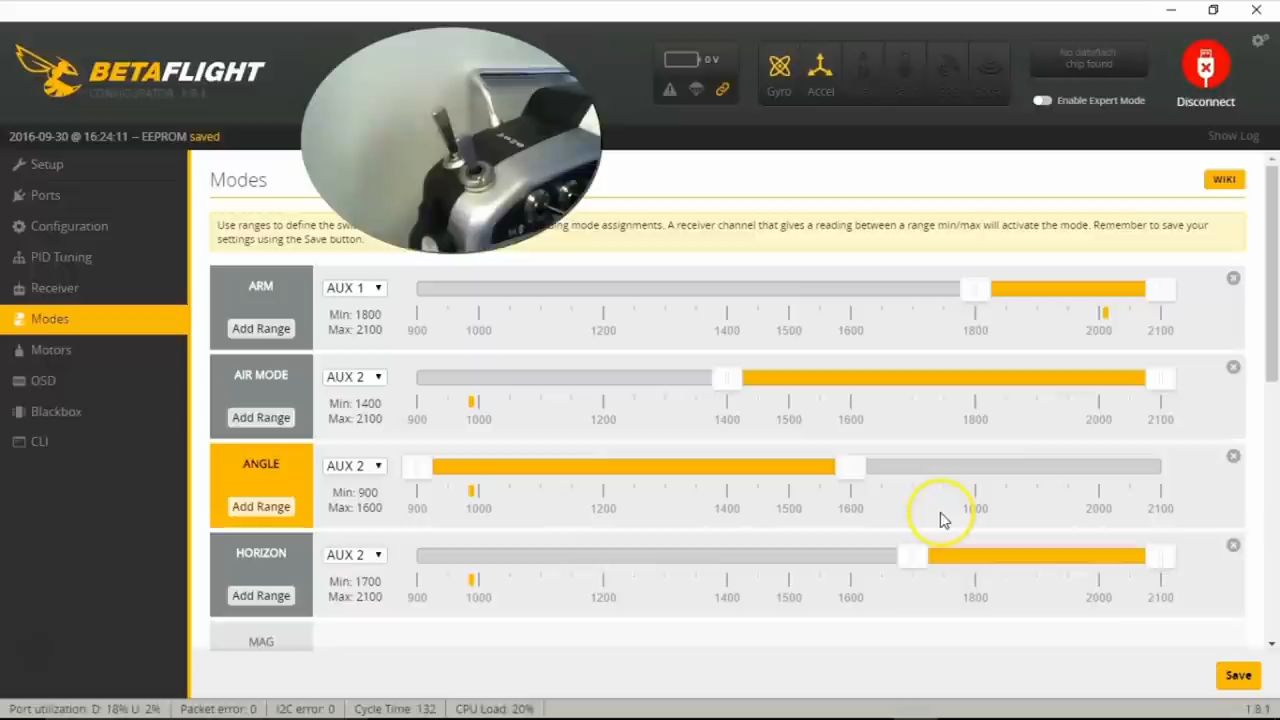 BETAFLIGHT
0 V
Gyro
Accel
No dataflash
chip found
Enable Expert Mode
Disconnect
2016-09-30 @ 16:24:11 -- EEPROM saved
Show Log
Setup
Ports
Configuration
PID Tuning
Receiver
Modes
Motors
OSD
Blackbox
CLI
Modes
WIKI
Use ranges to define the ing mode assignments. A receiver channel that gives a reading between a range min/max will activate the mode. Remember to save your
settings using the Save button.
ARM
Add Range
AUX 1
Min: 1800
Max: 2100
900 1000 1200 1400 1500 1600 1800 2000 2100
AIR MODE
Add Range
AUX 2
Min: 1400
Max: 2100
900 1000 1200 1400 1500 1600 1800 2000 2100
ANGLE
Add Range
AUX 2
Min: 900
Max: 1600
900 1000 1200 1400 1500 1600 1800 2000 2100
HORIZON
Add Range
AUX 2
Min: 1700
Max: 2100
900 1000 1200 1400 1500 1600 1800 2000 2100
MAG
Save
Port utilization: D: 18% U: 2% Packet error: 0 I2C error: 0 Cycle Time: 132 CPU Load: 20% 1.8.1